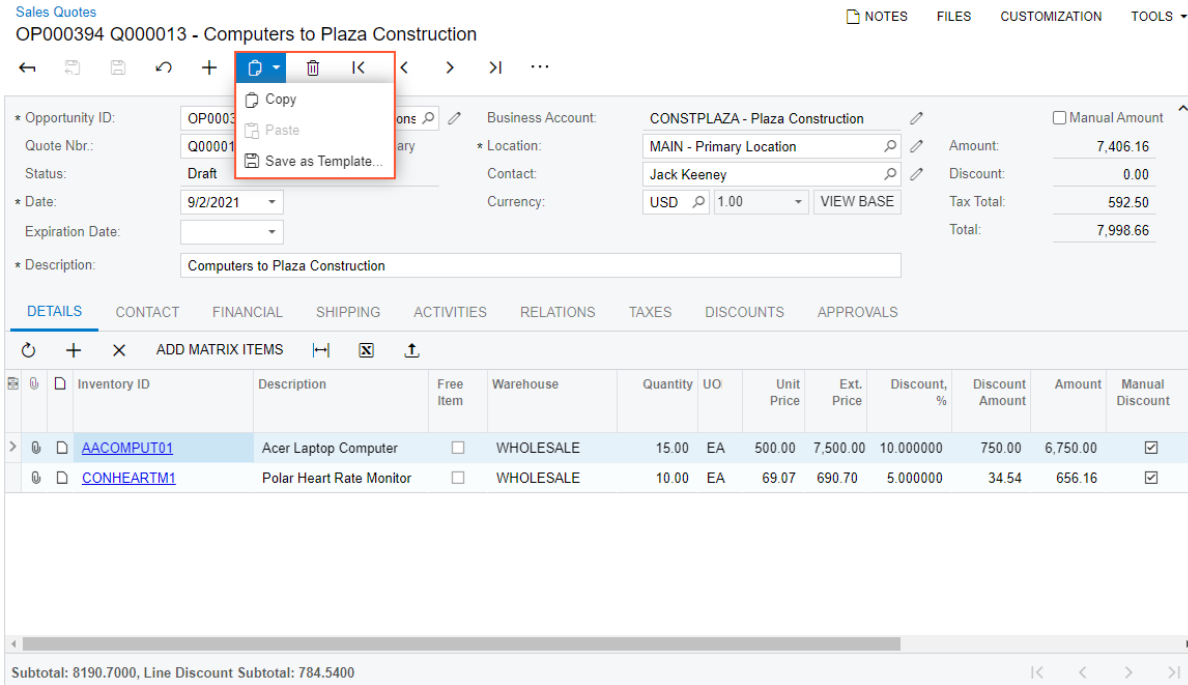 Sales Quotes
NOTES FILES CUSTOMIZATION TOOLS
OP000394 Q000013 - Computers to Plaza Construction
Copy
Paste
Save as Template...
* Opportunity ID: OP0003 ons Business Account: CONSTPLAZA - Plaza Construction Manual Amount
Quote Nbr.: Q00001 ary * Location: MAIN - Primary Location Amount: 7,406.16
Status: Draft Contact: Jack Keeney Discount: 0.00
* Date: 9/2/2021 Currency: USD 1.00 VIEW BASE Tax Total: 592.50
Expiration Date: Total: 7,998.66
* Description: Computers to Plaza Construction
DETAILS CONTACT FINANCIAL SHIPPING ACTIVITIES RELATIONS TAXES DISCOUNTS APPROVALS
ADD MATRIX ITEMS
Inventory ID Description Free Item Warehouse Quantity UO Unit Price Ext. Price Discount, % Discount Amount Amount Manual Discount
AACOMPUT01 Acer Laptop Computer WHOLESALE 15.00 EA 500.00 7,500.00 10.000000 750.00 6,750.00
CONHEARTM1 Polar Heart Rate Monitor WHOLESALE 10.00 EA 69.07 690.70 5.000000 34.54 656.16
Subtotal: 8190.7000, Line Discount Subtotal: 784.5400